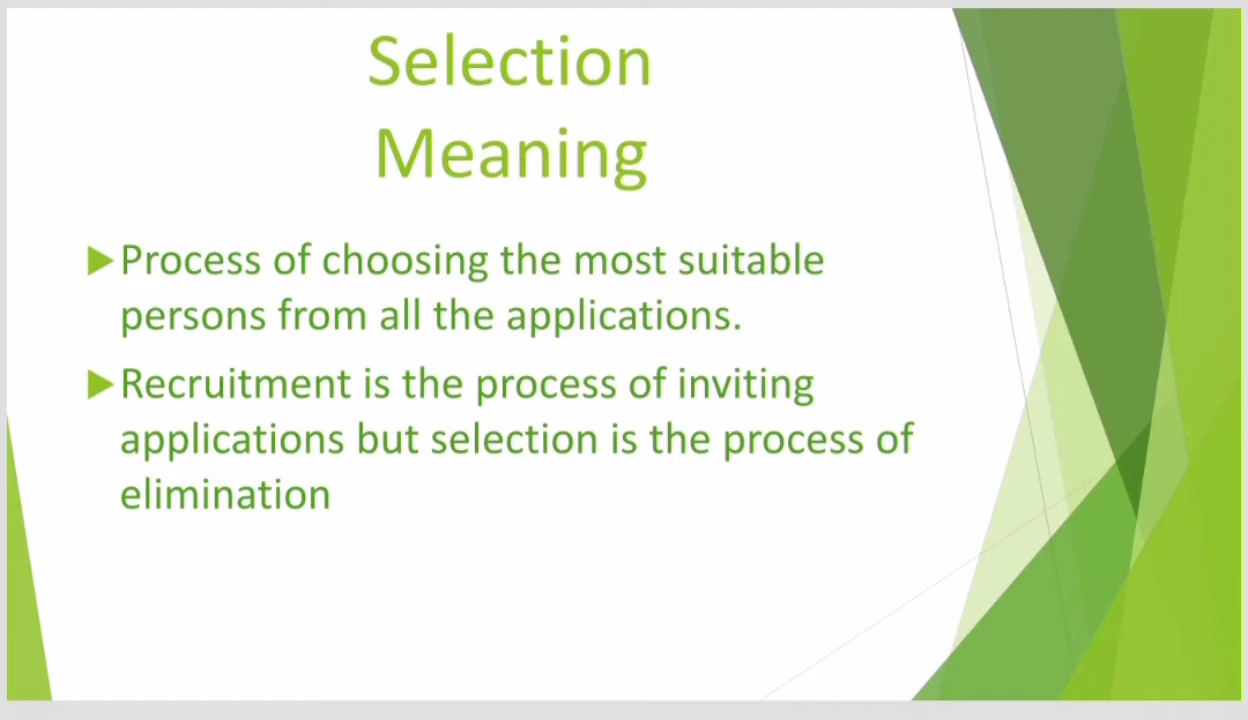 Selection
Meaning
Process of choosing the most suitable
persons from all the applications.
Recruitment is the process of inviting
applications but selection is the process of
elimination